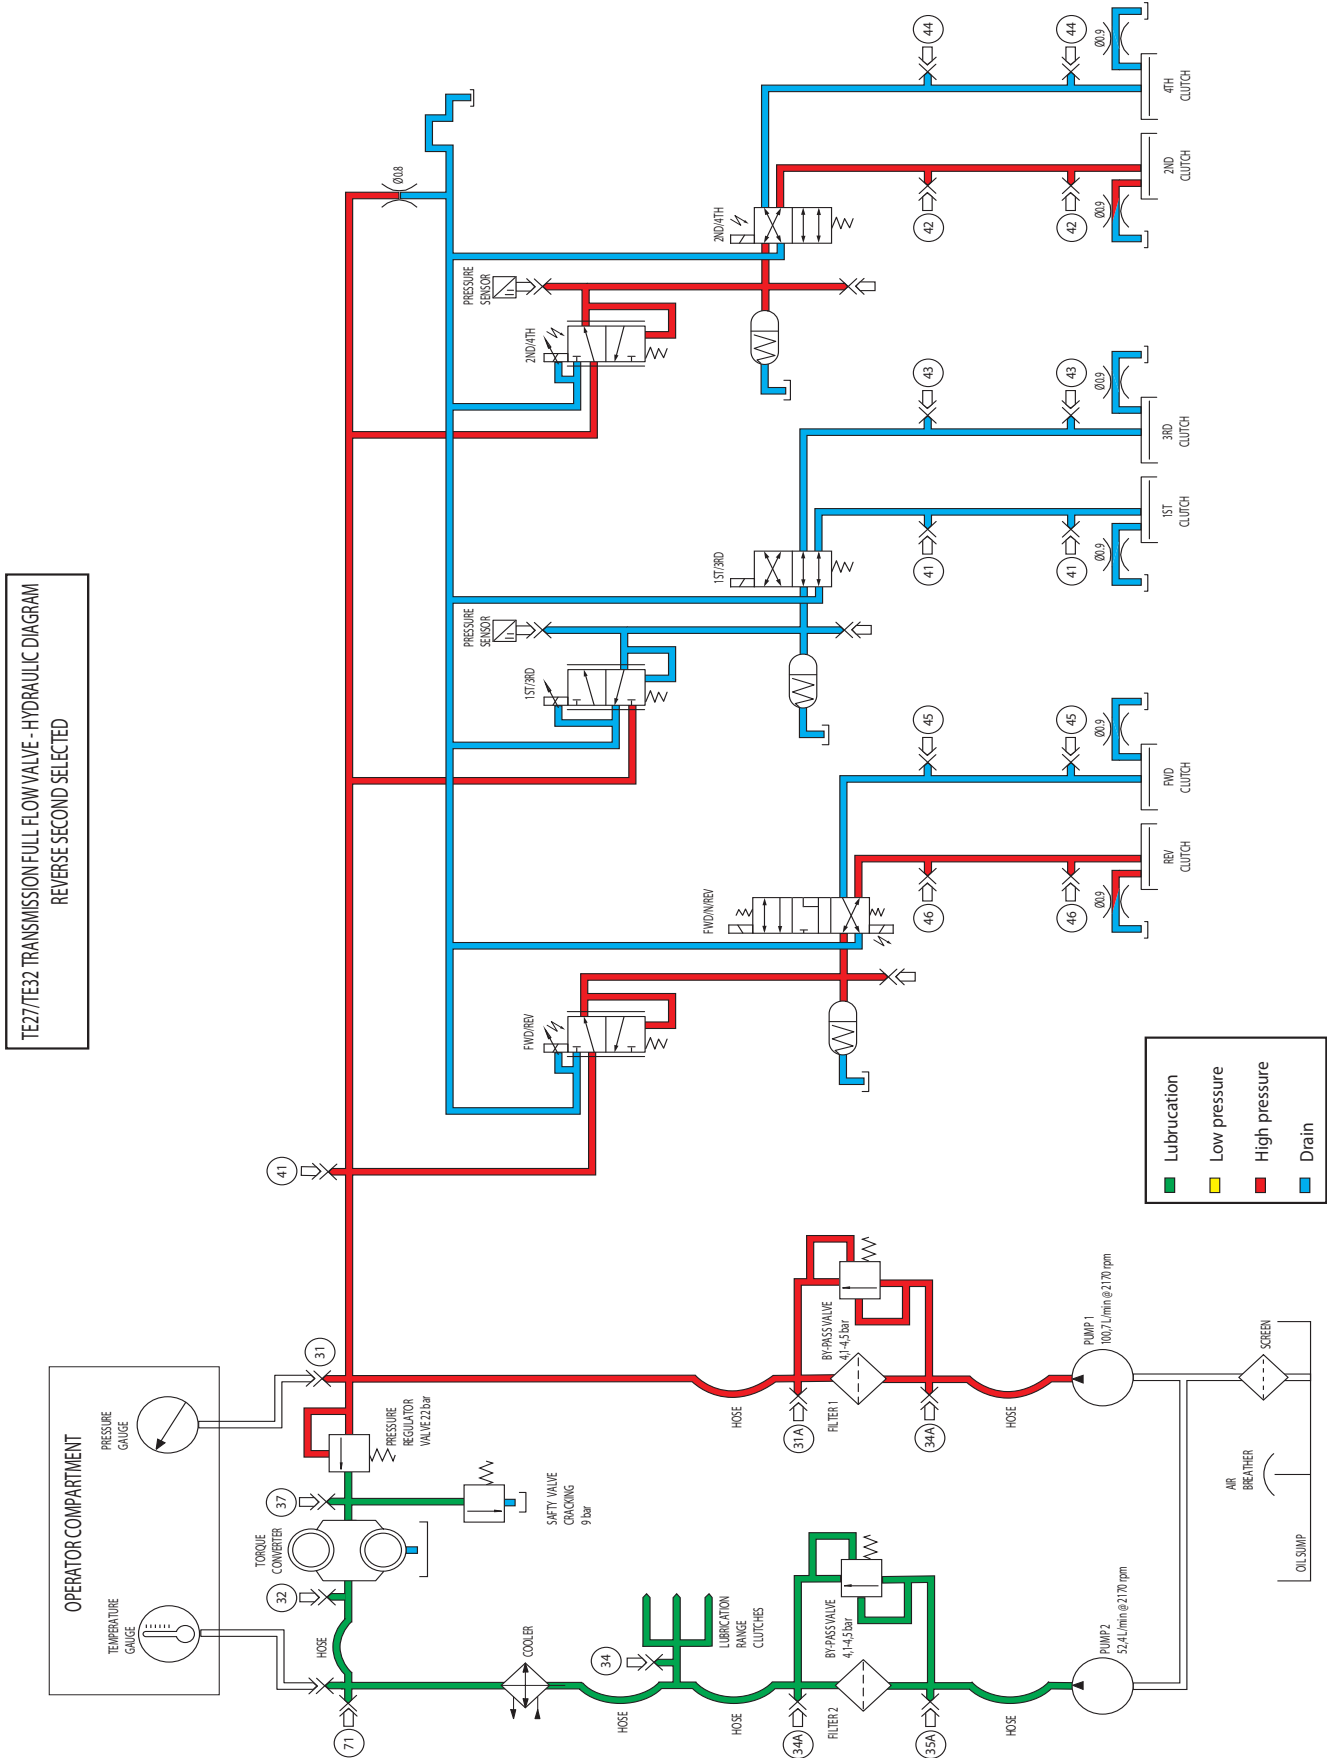 TE27/TE32 TRANSMISSION FULL FLOW VALVE - HYDRAULIC DIAGRAM
REVERSE SECOND SELECTED
OPERATOR COMPARTMENT
TEMPERATURE
GAUGE
PRESSURE
GAUGE
71
HOSE
32
TORQUE
CONVERTER
37
SAFTY VALVE
CRACKING
9 bar
PRESSURE
REGULATOR
VALVE 22 bar
31
41
Ø0.8
COOLER
HOSE
34
LUBRICATION
RANGE
CLUTCHES
HOSE
34A
FILTER 2
BY-PASS VALVE
4,1-4,5 bar
35A
HOSE
PUMP 2
52,4 L/min @ 2170 rpm
HOSE
31A
FILTER 1
BY-PASS VALVE
4,1-4,5 bar
34A
HOSE
PUMP 1
100,7 L/min @ 2170 rpm
SCREEN
AIR
BREATHER
OIL SUMP
FWD/REV
FWD/N/REV
46
45
46
45
Ø0.9
Ø0.9
REV
CLUTCH
FWD
CLUTCH
1ST/3RD
PRESSURE
SENSOR
1ST/3RD
41
43
41
43
Ø0.9
Ø0.9
1ST
CLUTCH
3RD
CLUTCH
2ND/4TH
PRESSURE
SENSOR
2ND/4TH
42
44
42
44
Ø0.9
Ø0.9
2ND
CLUTCH
4TH
CLUTCH
Lubrucation
Low pressure
High pressure
Drain